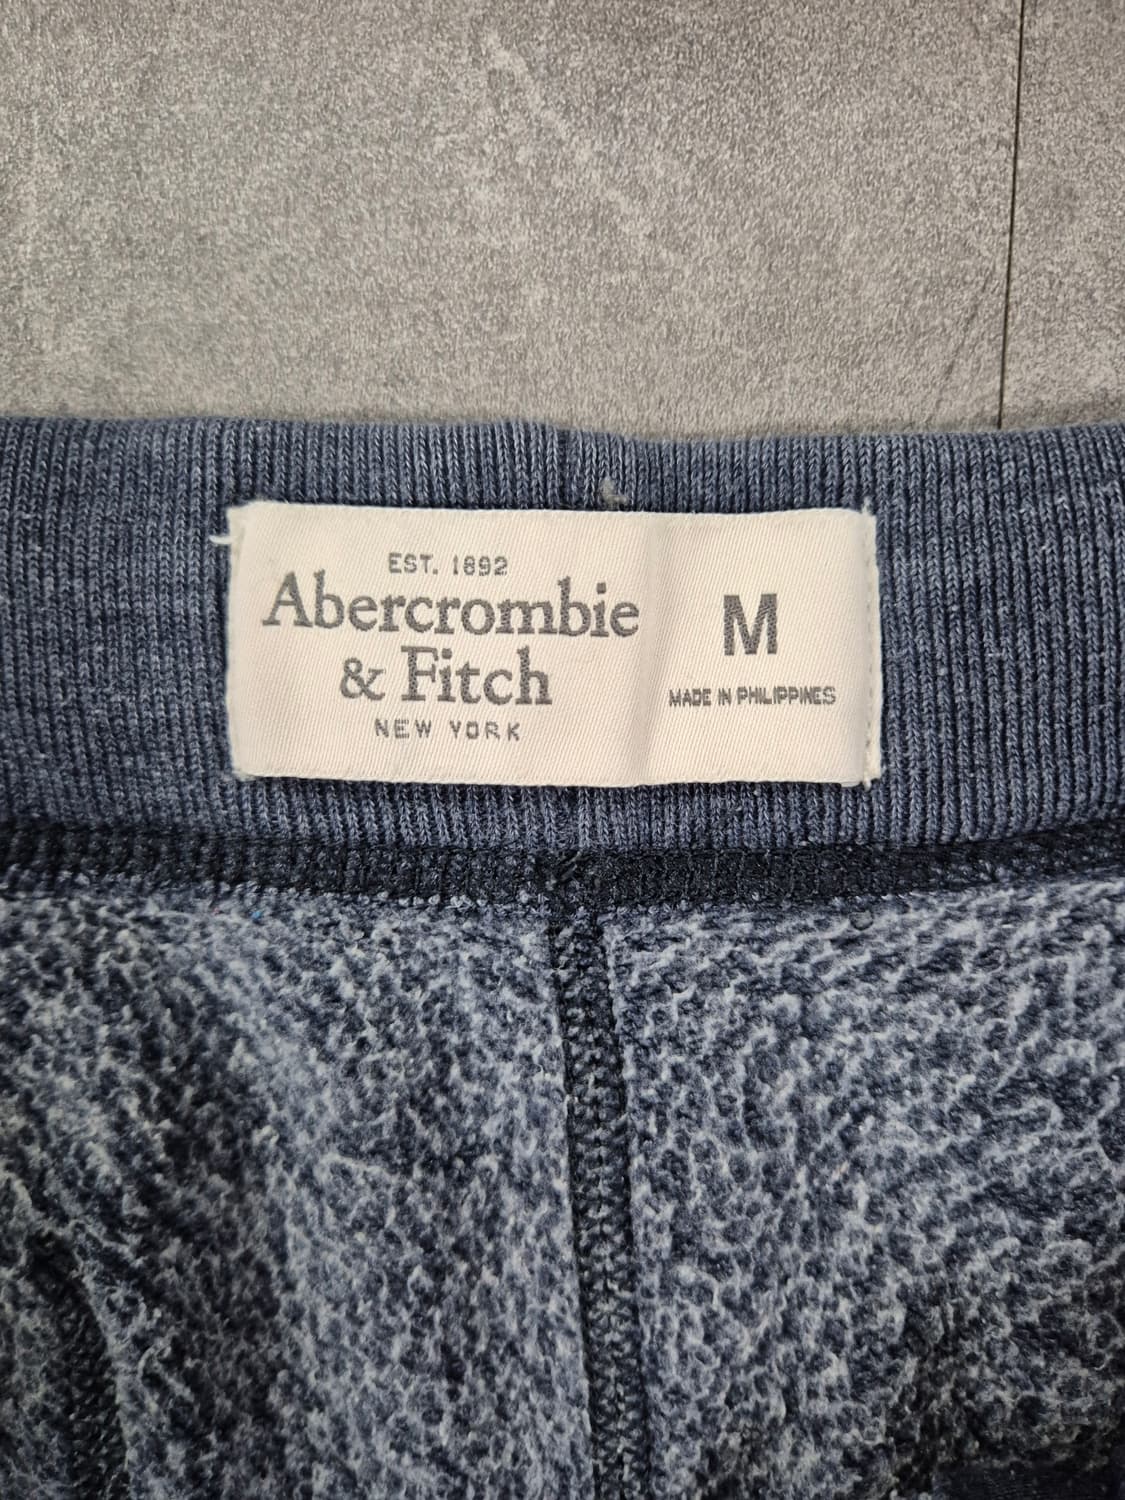 EST. 1892
Abercrombie
& Fitch
NEW YORK
M
MADE IN PHILIPPINES